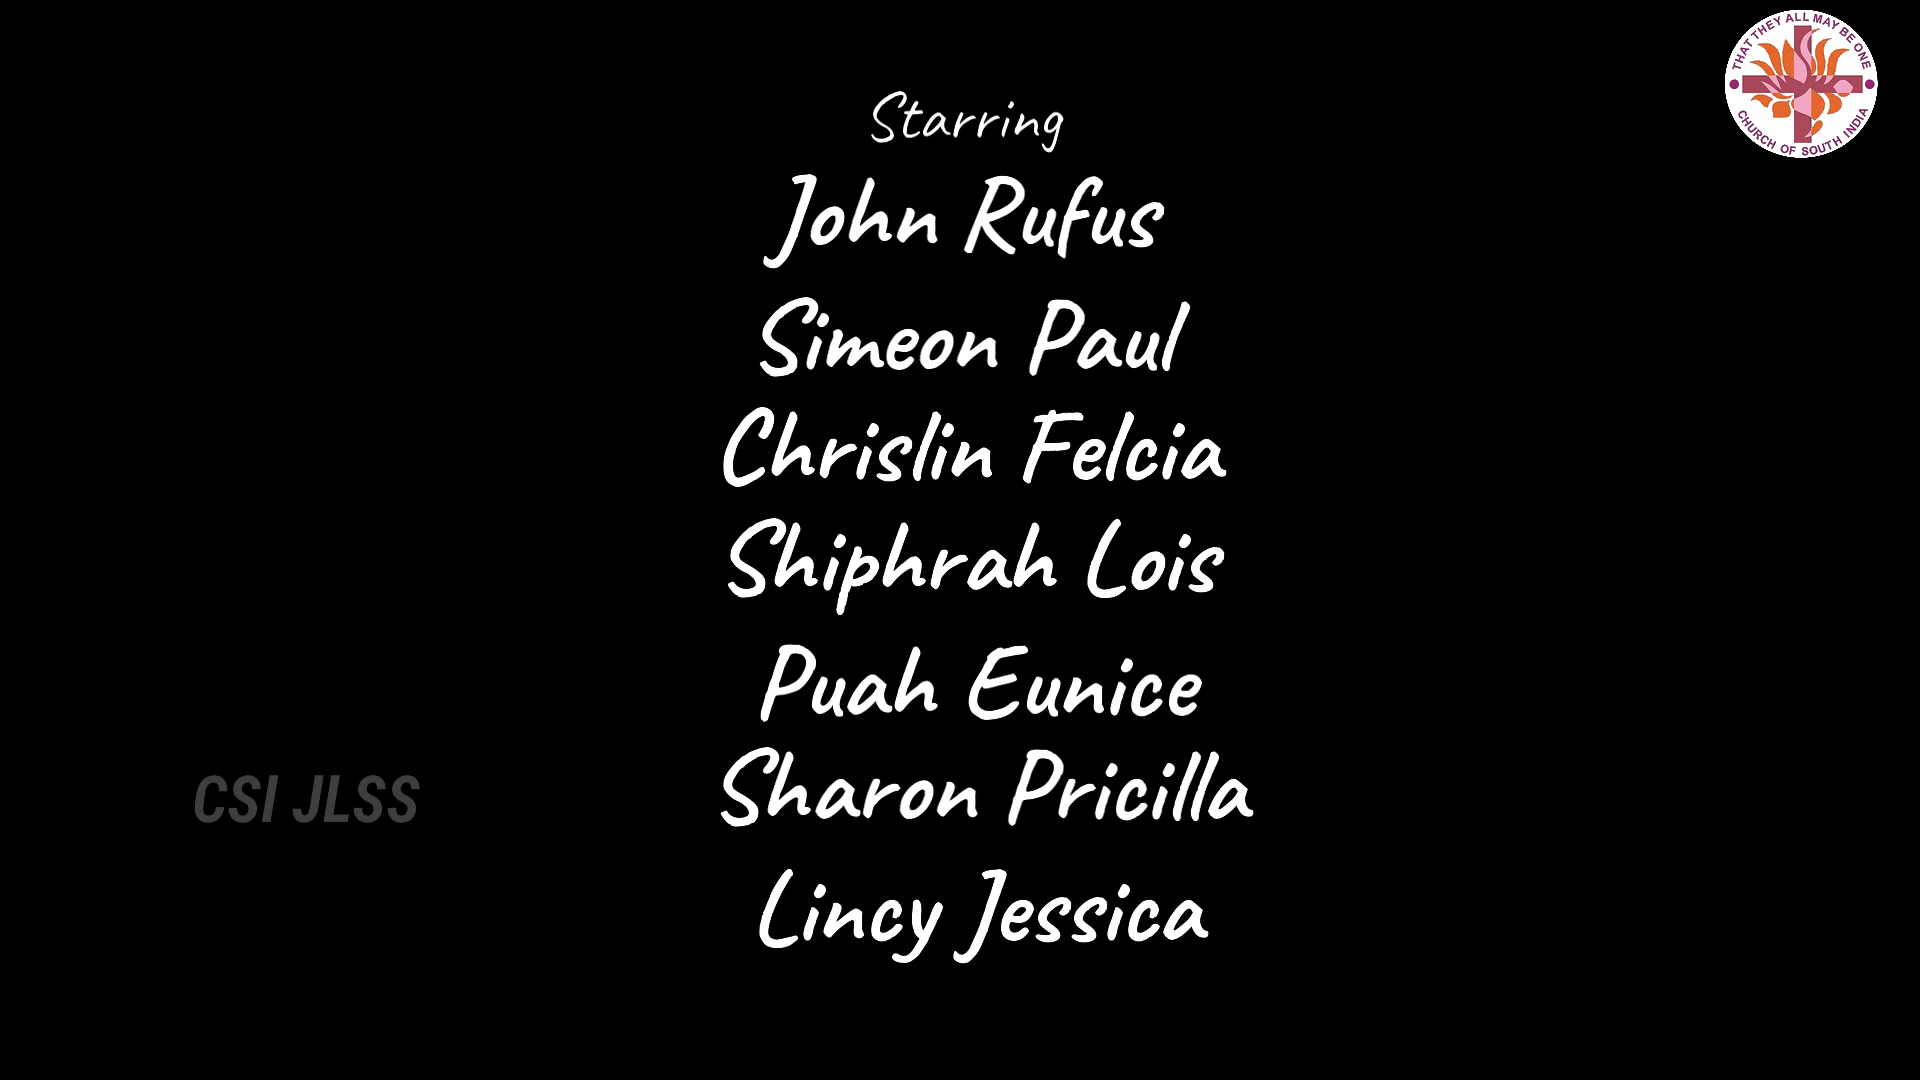 THAT THEY ALL MAY BE ONE
CHURCH OF SOUTH INDIA
Starring
John Rufus
Simeon Paul
Chrislin Felcia
Shiphrah Lois
Puah Eunice
Sharon Pricilla
Lincy Jessica
CSI JLSS